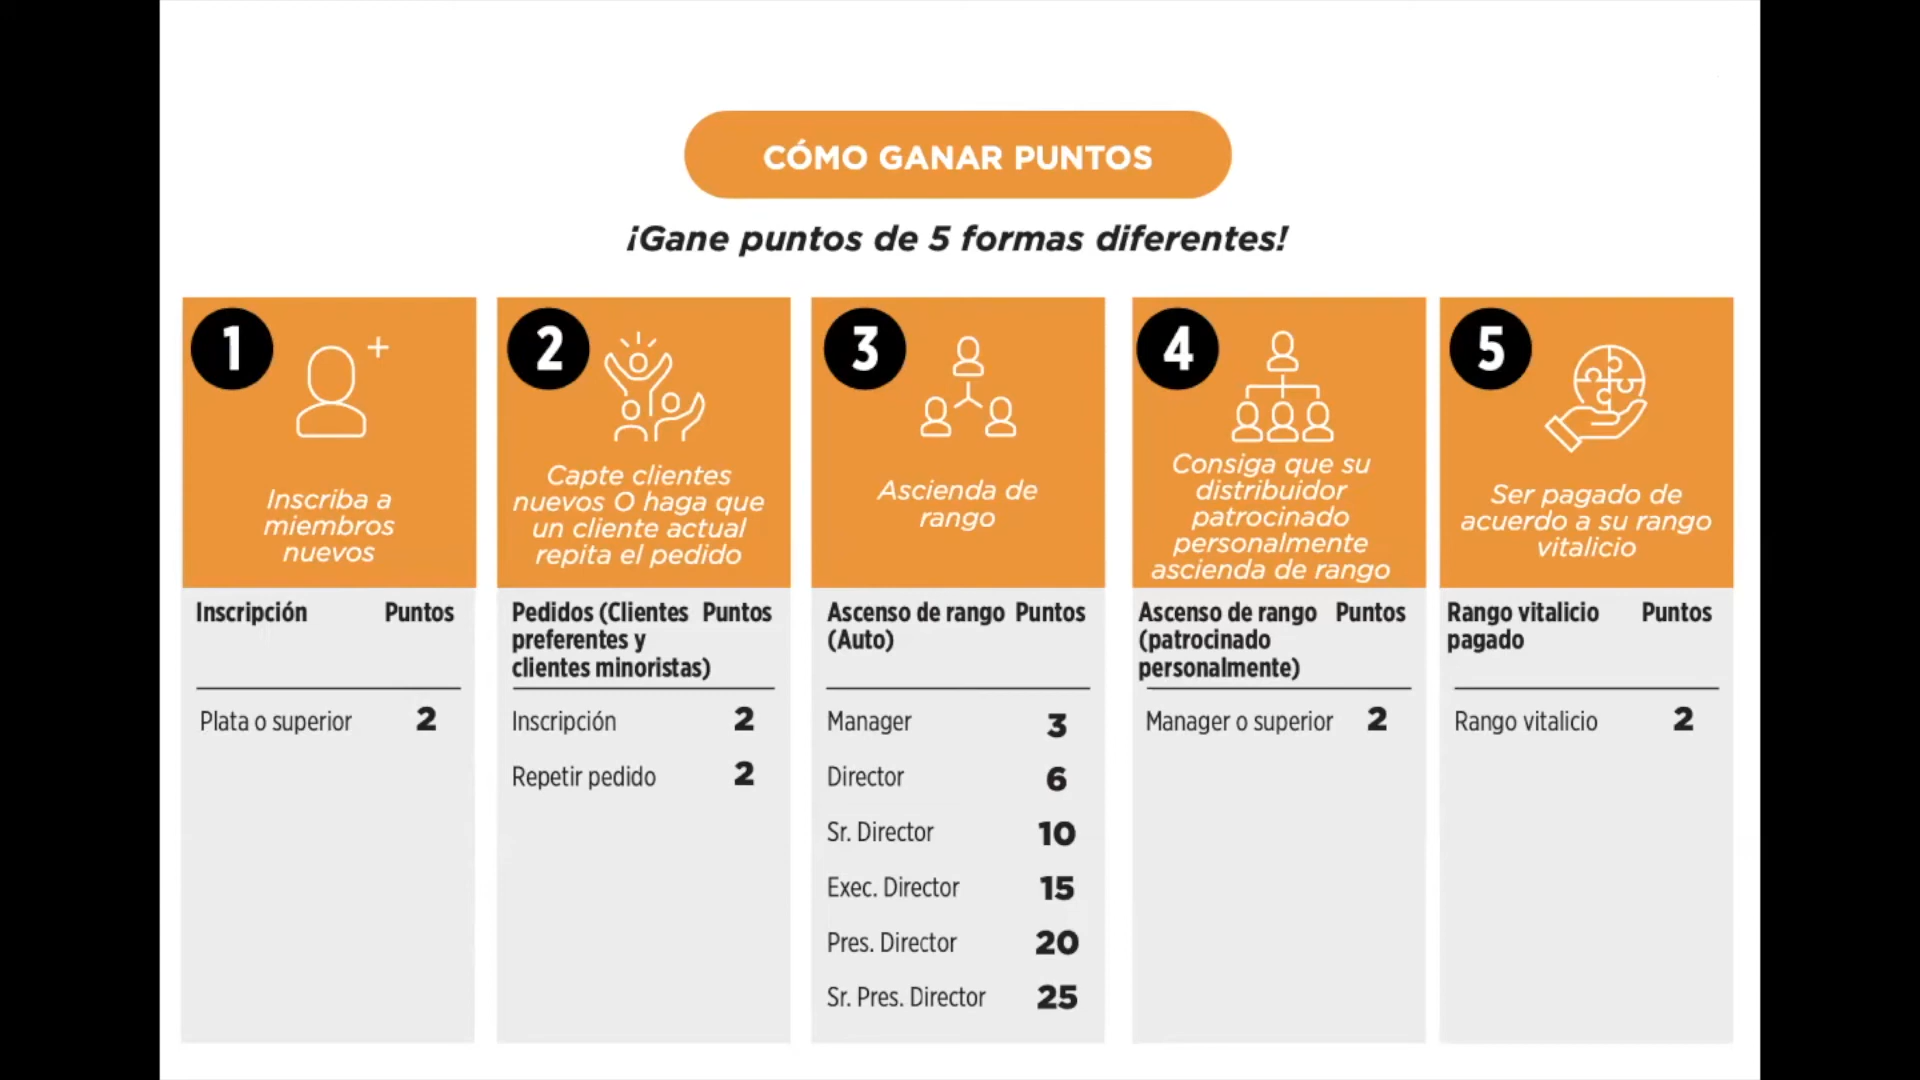 CÓMO GANAR PUNTOS
¡Gane puntos de 5 formas diferentes!
1
Inscriba a
miembros
nuevos
Inscripción Puntos
Plata o superior 2
2
Capte clientes
nuevos O haga que
un cliente actual
repita el pedido
Pedidos (Clientes Puntos
preferentes y
clientes minoristas)
Inscripción 2
Repetir pedido 2
3
Ascienda de
rango
Ascenso de rango Puntos
(Auto)
Manager 3
Director 6
Sr. Director 10
Exec. Director 15
Pres. Director 20
Sr. Pres. Director 25
4
Consiga que su
distribuidor
patrocinado
personalmente
ascienda de rango
Ascenso de rango Puntos
(patrocinado
personalmente)
Manager o superior 2
5
Ser pagado de
acuerdo a su rango
vitalicio
Rango vitalicio Puntos
pagado
Rango vitalicio 2